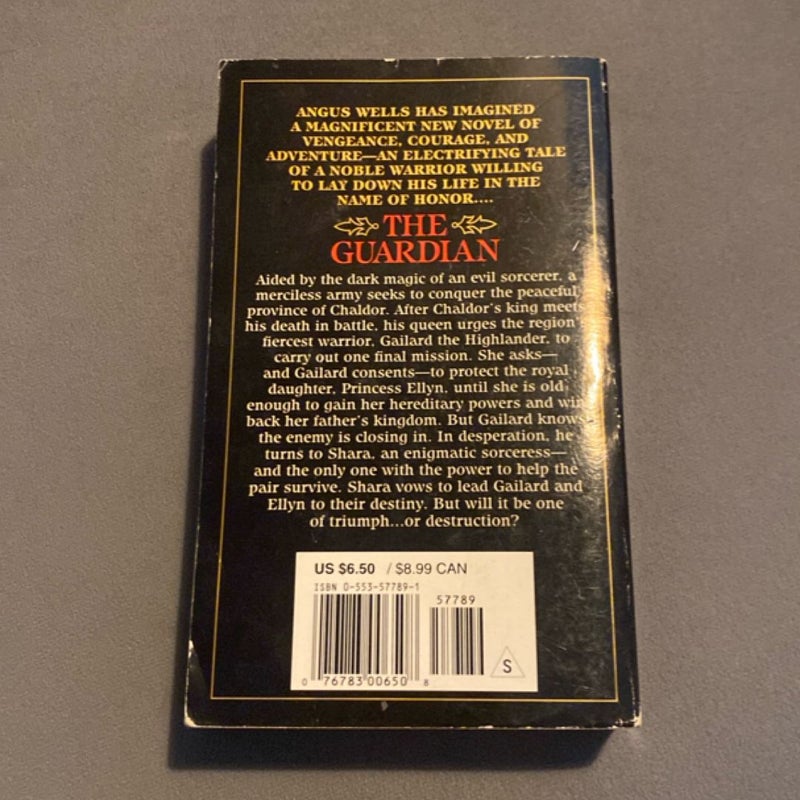 ANGUS WELLS HAS IMAGINED
A MAGNIFICENT NEW NOVEL OF
VENGEANCE, COURAGE, AND
ADVENTURE—AN ELECTRIFYING TALE
OF A NOBLE WARRIOR WILLING
TO LAY DOWN HIS LIFE IN THE
NAME OF HONOR....
THE
GUARDIAN
Aided by the dark magic of an evil sorcerer, a
merciless army seeks to conquer the peaceful
province of Chaldor. After Chaldor's king meets
his death in battle, his queen urges the region's
fiercest warrior, Gailard the Highlander, to
carry out one final mission. She asks—
and Gailard consents—to protect the royal
daughter, Princess Ellyn, until she is old
enough to gain her hereditary powers and win
back her father's kingdom. But Gailard knows
the enemy is closing in. In desperation, he
turns to Shara, an enigmatic sorceress—
and the only one with the power to help the
pair survive. Shara vows to lead Gailard and
Ellyn to their destiny. But will it be one
of triumph...or destruction?
US $6.50 / $8.99 CAN
ISBN 0-553-57789-1
57789
0 76783 00650 8
S